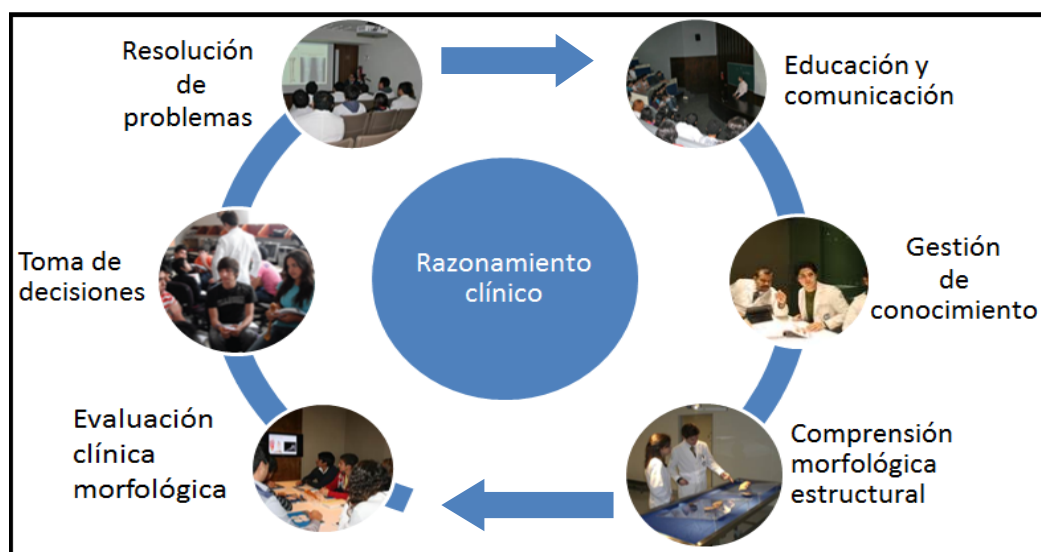 Resolución
de
problemas
Educación y
comunicación
Gestión
de
conocimiento
Comprensión
morfológica
estructural
Evaluación
clínica
morfológica
Toma de
decisiones
Razonamiento
clínico